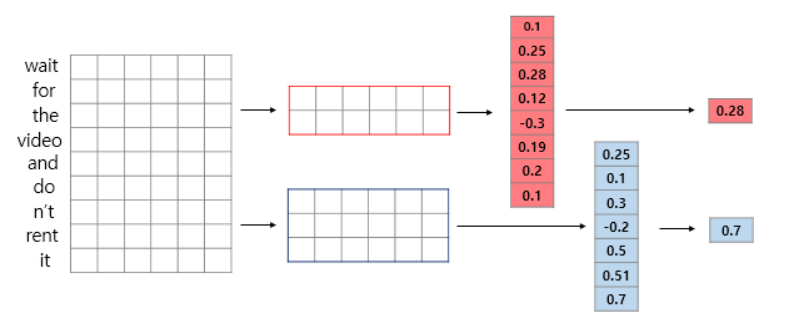 wait
for
the
video
and
do
n't
rent
it
0.1
0.25
0.28
0.12
-0.3
0.19
0.2
0.1
0.28
0.25
0.1
0.3
-0.2
0.5
0.51
0.7
0.7